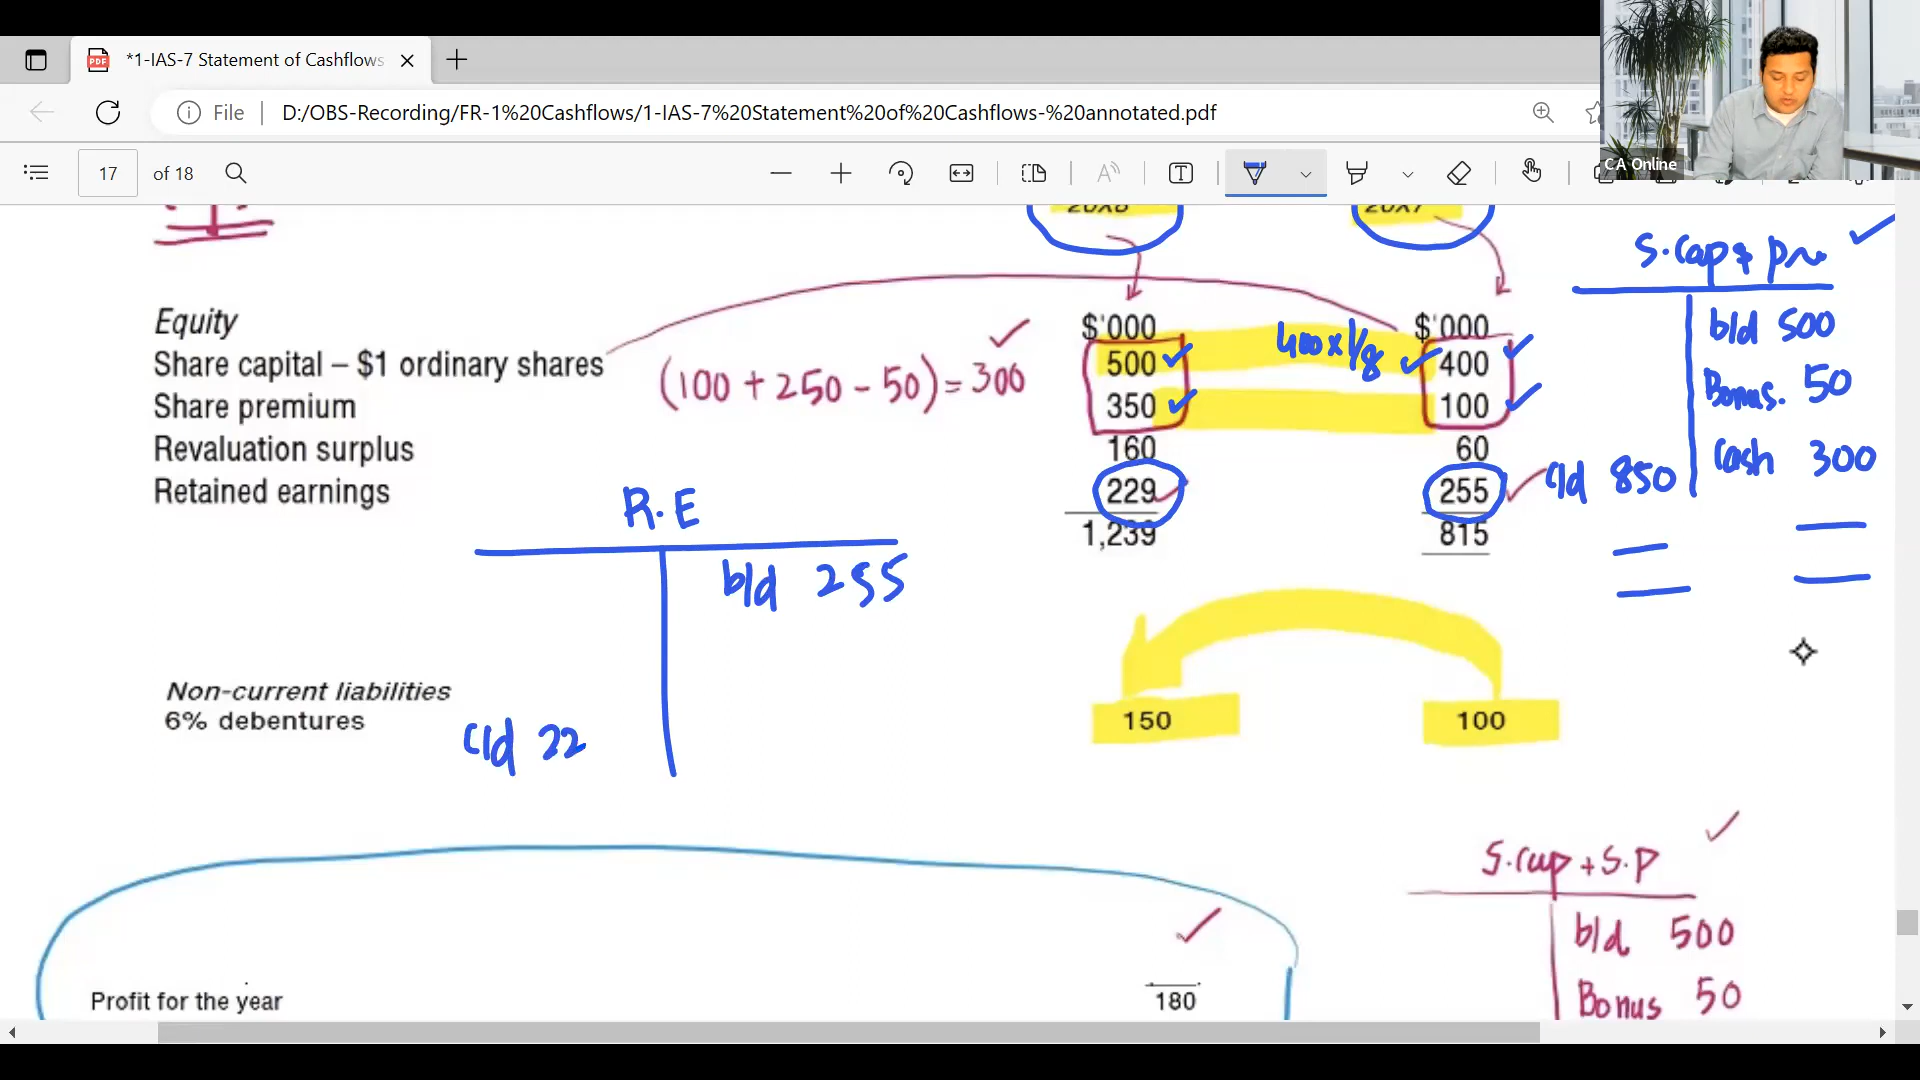 *1-IAS-7 Statement of Cashflows
File D:/OBS-Recording/FR-1%20Cashflows/1-IAS-7%20Statement%20of%20Cashflows-%20annotated.pdf
CA Online
17 of 18
20X8 20X7
S.Cap & Pr
$'000 $'000
Equity
Share capital – $1 ordinary shares 500 400x1/8 400
(100 + 250 - 50) = 300
Share premium 350 100
Revaluation surplus 160 60
Retained earnings 229 255
1,239 815
b/d 500
Bonus. 50
Cash 300
c/d 850
R.E
b/d 255
c/d 22
Non-current liabilities
6% debentures 150 100
S.Cap + S.P
b/d 500
Bonus 50
Profit for the year 180